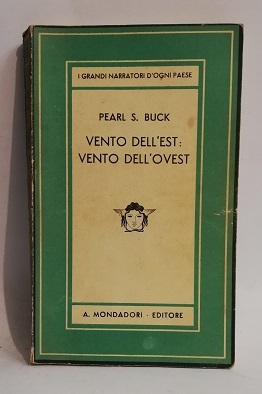 I GRANDI NARRATORI D'OGNI PAESE
PEARL S. BUCK
VENTO DELL'EST:
VENTO DELL'OVEST
A. MONDADORI - EDITORE